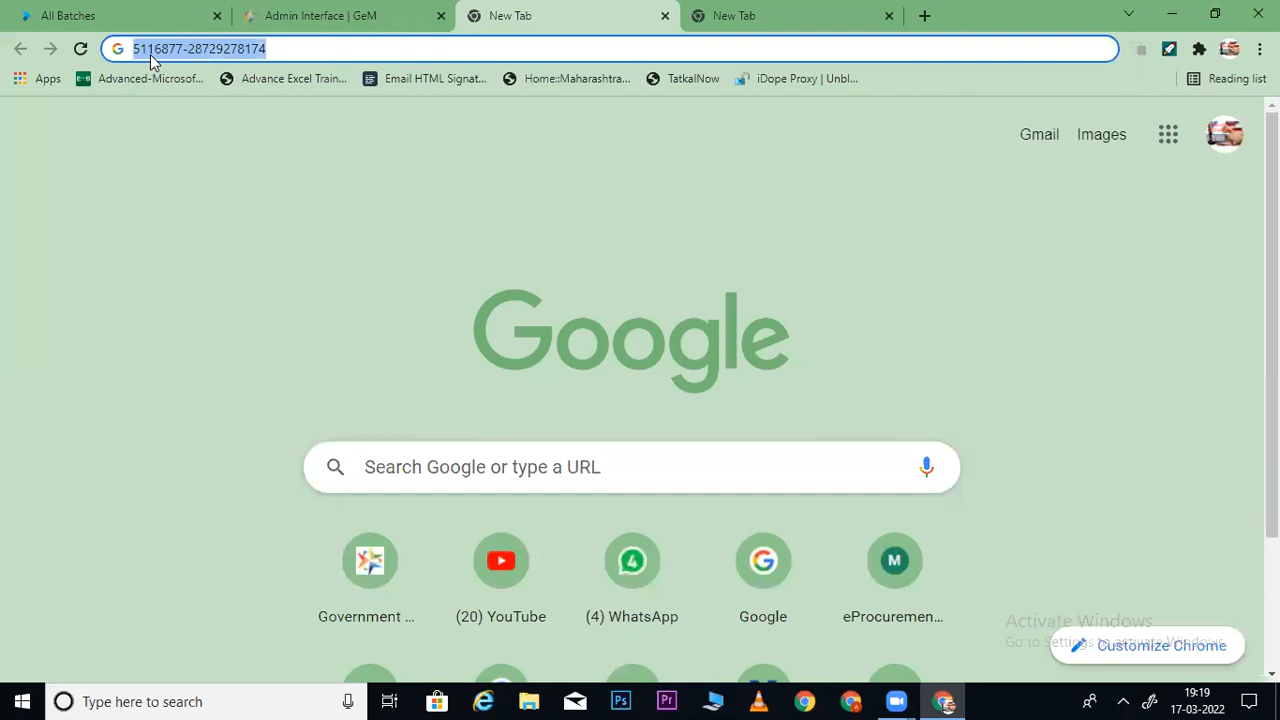 All Batches
Admin Interface | GeM
New Tab
New Tab
5116877-28729278174
Apps
Advanced-Microsof...
Advance Excel Train...
Email HTML Signat...
Home::Maharashtra...
TatkalNow
iDope Proxy | Unbl...
Reading list
Gmail
Images
Google
Search Google or type a URL
4
M
Government ...
(20) YouTube
(4) WhatsApp
Google
eProcuremen...
Activate Windows
Go to Settings to activate Windows.
Customize Chrome
Type here to search
Ps
Pr
19:19
17-03-2022